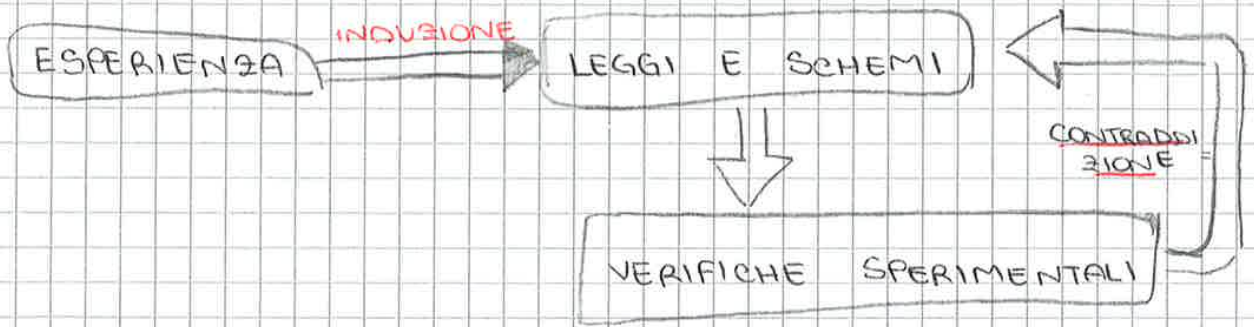 INDUZIONE
ESPERIENZA
LEGGI E SCHEMI
CONTRADDI
ZIONE
VERIFICHE SPERIMENTALI